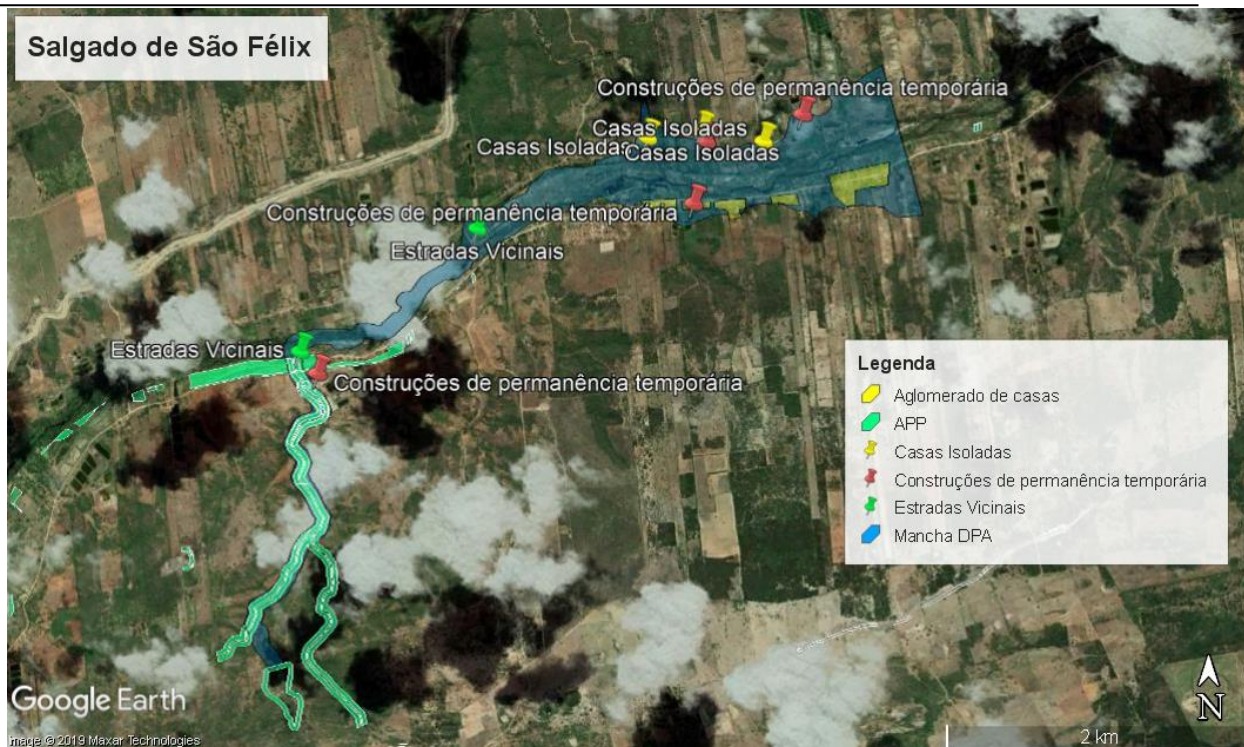 Salgado de São Félix
Construções de permanência temporária
Casas Isoladas
Casas Isoladas
Casas Isoladas
Construções de permanência temporária
Estradas Vicinais
Estradas Vicinais
Construções de permanência temporária
Legenda
Aglomerado de casas
APP
Casas Isoladas
Construções de permanência temporária
Estradas Vicinais
Mancha DPA
Google Earth
Image © 2019 Maxar Technologies
N
2 km